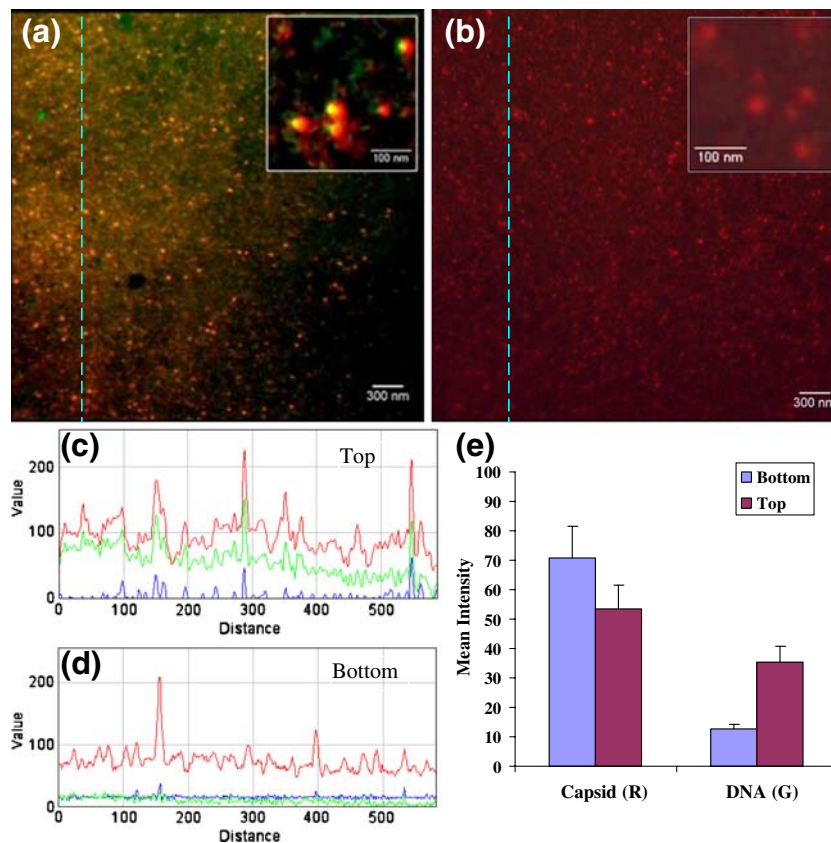 (a)
100 nm
300 nm
(b)
100 nm
300 nm
(c)
Top
Value
200
100
0
0 100 200 300 400 500
Distance
(d)
Bottom
Value
200
100
0
0 100 200 300 400 500
Distance
(e)
Bottom
Top
Mean Intensity
100
90
80
70
60
50
40
30
20
10
0
Capsid (R) DNA (G)